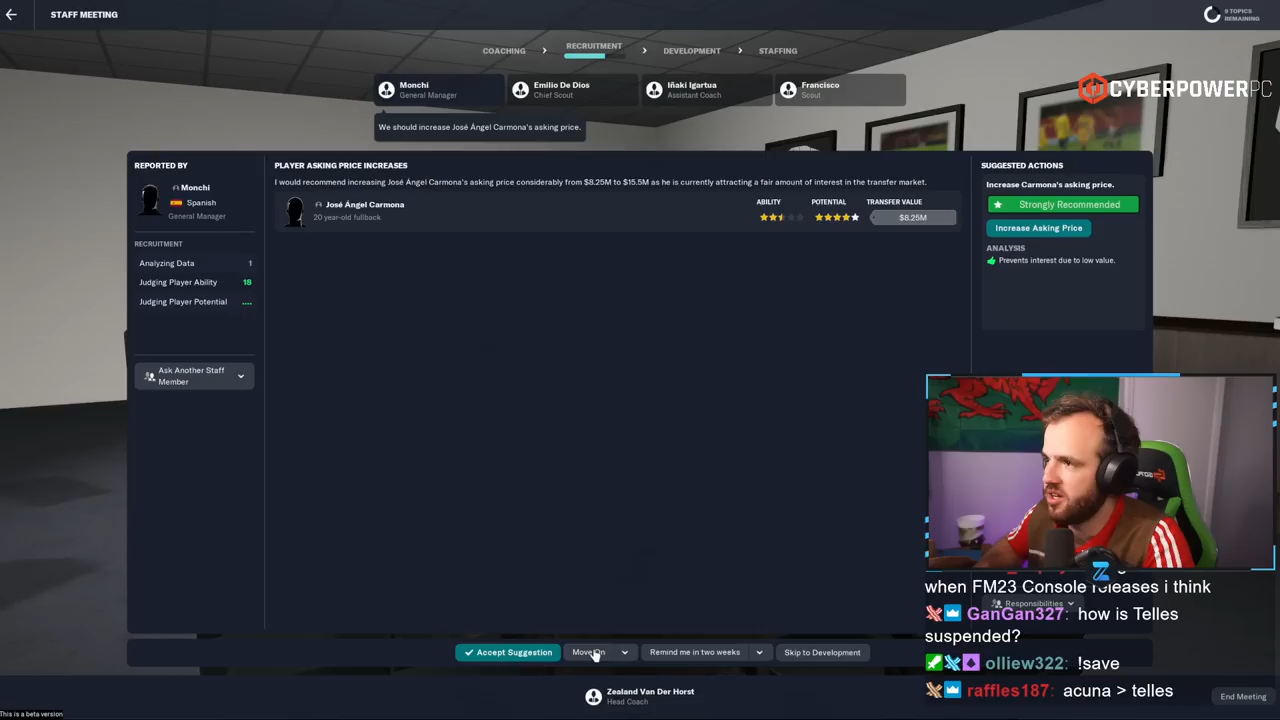 STAFF MEETING
9 TOPICS
REMAINING
COACHING
RECRUITMENT
DEVELOPMENT
STAFFING
Monchi
General Manager
Emilio De Dios
Chief Scout
Iñaki Igartua
Assistant Coach
Francisco
Scout
CYBERPOWERPC
We should increase José Ángel Carmona's asking price.
REPORTED BY
Monchi
Spanish
General Manager
RECRUITMENT
Analyzing Data 1
Judging Player Ability 18
Judging Player Potential ....
Ask Another Staff
Member
PLAYER ASKING PRICE INCREASES
I would recommend increasing José Ángel Carmona's asking price considerably from $8.25M to $15.5M as he is currently attracting a fair amount of interest in the transfer market.
José Ángel Carmona
20 year-old fullback
ABILITY
POTENTIAL
TRANSFER VALUE
$8.25M
SUGGESTED ACTIONS
Increase Carmona's asking price.
Strongly Recommended
Increase Asking Price
ANALYSIS
Prevents interest due to low value.
when FM23 Console releases i think
Responsibilities
GanGan327: how is Telles
suspended?
olliew322: !save
raffles187: acuna > telles
Accept Suggestion
Move On
Remind me in two weeks
Skip to Development
Zealand Van Der Horst
Head Coach
End Meeting
This is a beta version